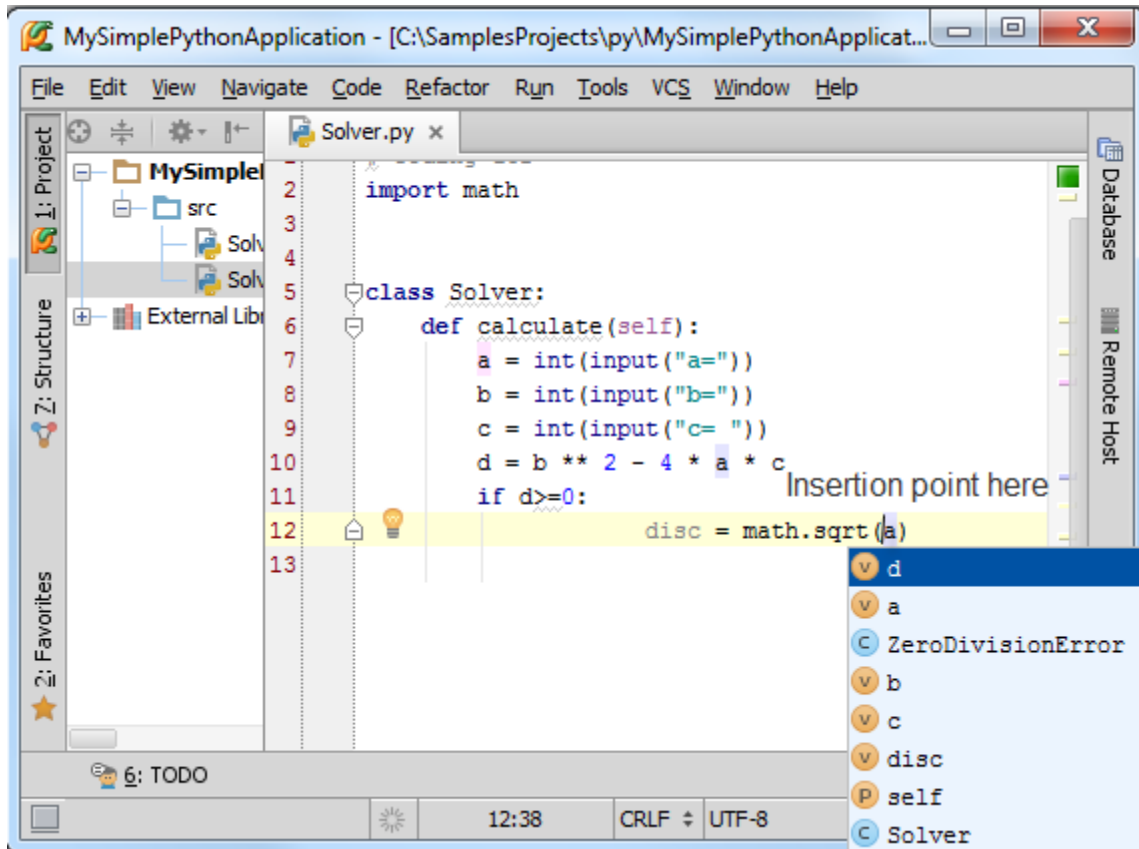 MySimplePythonApplication - [C:\SamplesProjects\py\MySimplePythonApplicat...
File Edit View Navigate Code Refactor Run Tools VCS Window Help
1: Project
Z: Structure
2: Favorites
MySimple
src
Solv
Solv
External Lib
Solver.py
2 import math
3
4
5 class Solver:
6 def calculate(self):
7 a = int(input("a="))
8 b = int(input("b="))
9 c = int(input("c= "))
10 d = b ** 2 - 4 * a * c
Insertion point here
11 if d>=0:
12 disc = math.sqrt(a)
13
d
a
ZeroDivisionError
b
c
disc
self
Solver
Database
Remote Host
6: TODO
12:38 CRLF UTF-8